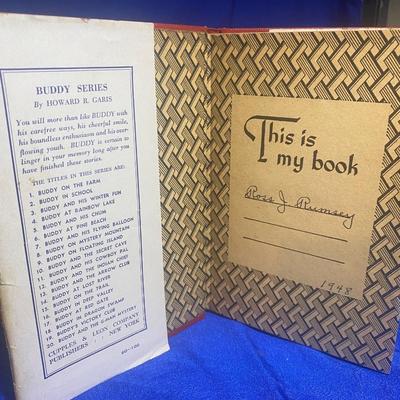 BUDDY SERIES
By HOWARD R. GARIS
You will more than like BUDDY with
his carefree ways, his cheerful smile,
his boundless enthusiasm and his over-
flowing youth. BUDDY is certain to
linger in your memory long after you
have finished these stories.
THE TITLES IN THIS SERIES ARE:
1. BUDDY ON THE FARM
2. BUDDY IN SCHOOL
3. BUDDY AND HIS WINTER FUN
4. BUDDY AT RAINBOW LAKE
5. BUDDY AND HIS CHUM
6. BUDDY AT PINE BEACH
7. BUDDY AND HIS FLYING BALLOON
8. BUDDY ON MYSTERY MOUNTAIN
9. BUDDY ON FLOATING ISLAND
10. BUDDY AND THE SECRET CAVE
11. BUDDY AND HIS COWBOY PAL
12. BUDDY AND THE INDIAN CHIEF
13. BUDDY AND THE ARROW CLUB
14. BUDDY AT LOST RIVER
15. BUDDY ON THE TRAIL
16. BUDDY IN DEEP VALLEY
17. BUDDY AT RED GATE
18. BUDDY IN DRAGON SWAMP
19. BUDDY'S VICTORY CLUB
20. BUDDY AND THE G-MAN MYSTERY
CUPPLES & LEON COMPANY
PUBLISHERS : : NEW YORK
This is
my book
Ross J Rumsey
1948